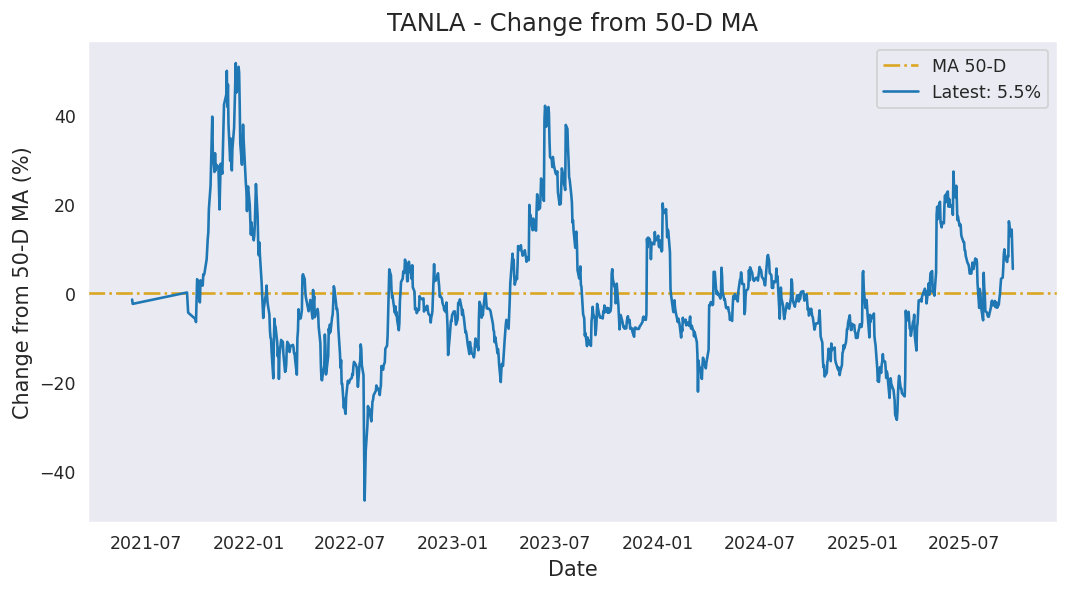 TANLA - Change from 50-D MA
MA 50-D
Latest: 5.5%
Change from 50-D MA (%)
40
20
0
−20
−40
2021-07 2022-01 2022-07 2023-01 2023-07 2024-01 2024-07 2025-01 2025-07
Date